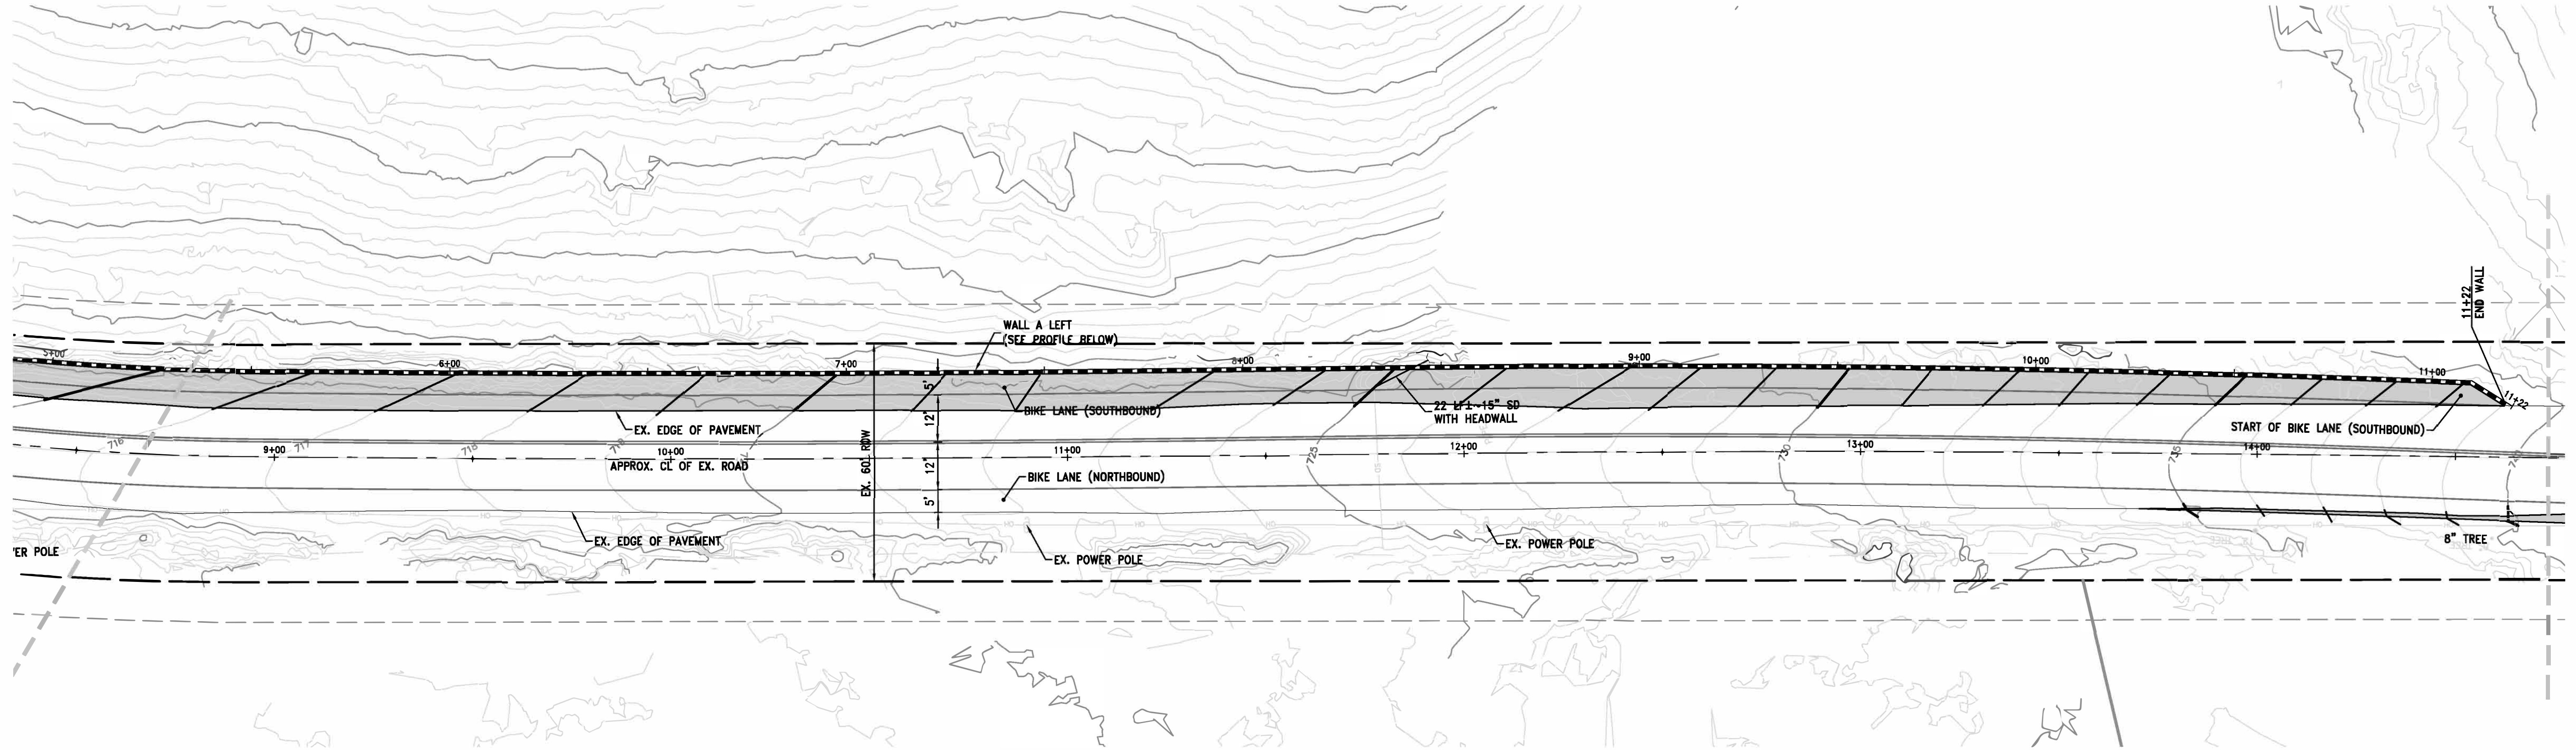 11+22
END WALL
WALL A LEFT
(SEE PROFILE BELOW)
5+00
6+00
7+00
8+00
9+00
10+00
11+00
11+22
5'
12'
12'
5'
EX. 60' ROW
BIKE LANE (SOUTHBOUND)
22 LF±~15" SD
WITH HEADWALL
START OF BIKE LANE (SOUTHBOUND)
EX. EDGE OF PAVEMENT
716
9+00
717
718
10+00
11+00
725
12+00
730
13+00
735
14+00
APPROX. CL OF EX. ROAD
BIKE LANE (NORTHBOUND)
EX. EDGE OF PAVEMENT
EX. POWER POLE
EX. POWER POLE
8" TREE
ER POLE